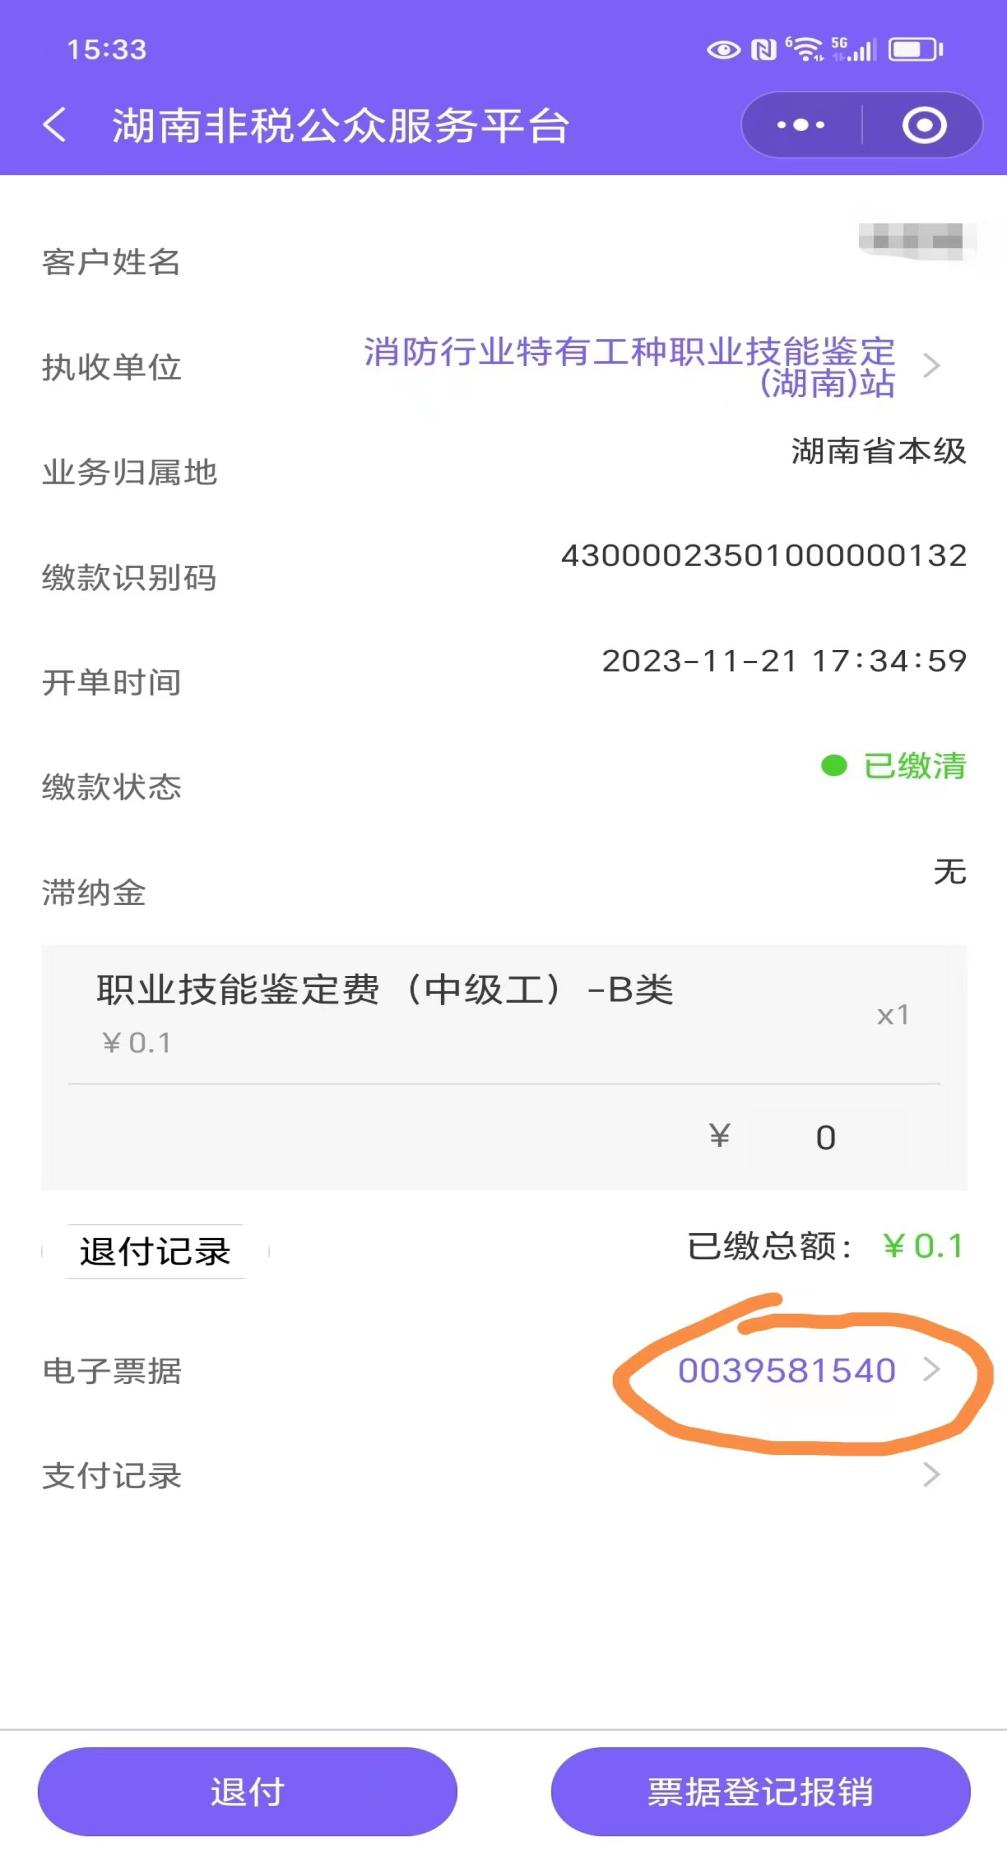 15:33
6 5G
湖南非税公众服务平台
客户姓名
执收单位
消防行业特有工种职业技能鉴定
(湖南)站
业务归属地
湖南省本级
缴款识别码
43000023501000000132
开单时间
2023-11-21 17:34:59
缴款状态
已缴清
滞纳金
无
职业技能鉴定费（中级工）-B类
x1
￥0.1
￥ 0
退付记录
已缴总额：￥0.1
电子票据
0039581540
支付记录
退付
票据登记报销